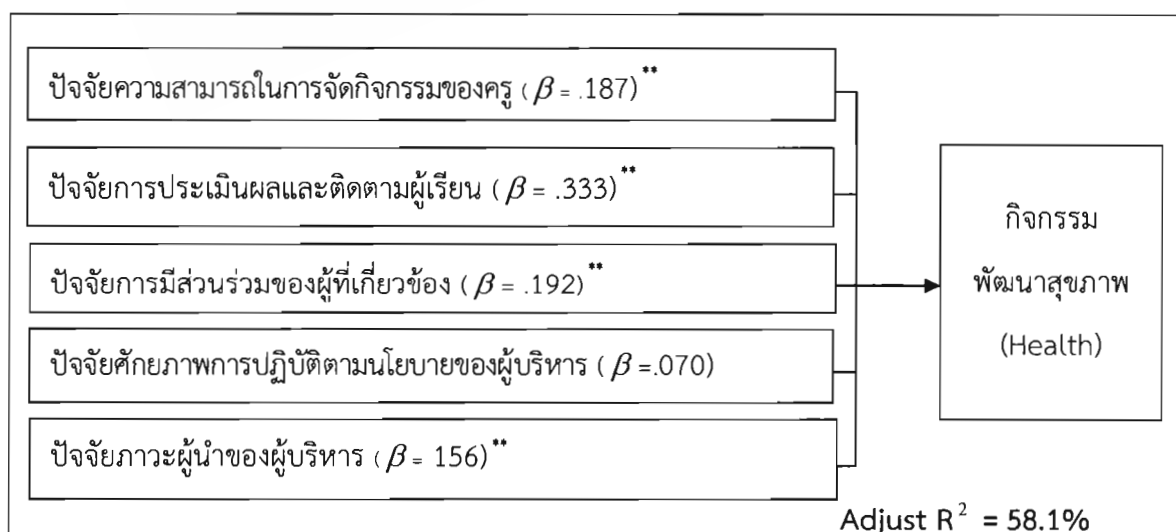 ปัจจัยความสามารถในการจัดกิจกรรมของครู (β = .187)**
ปัจจัยการประเมินผลและติดตามผู้เรียน (β = .333)**
ปัจจัยการมีส่วนร่วมของผู้ที่เกี่ยวข้อง (β = .192)**
ปัจจัยศักยภาพการปฏิบัติตามนโยบายของผู้บริหาร (β =.070)
ปัจจัยภาวะผู้นำของผู้บริหาร (β = 156)**
กิจกรรม
พัฒนาสุขภาพ
(Health)
Adjust R² = 58.1%